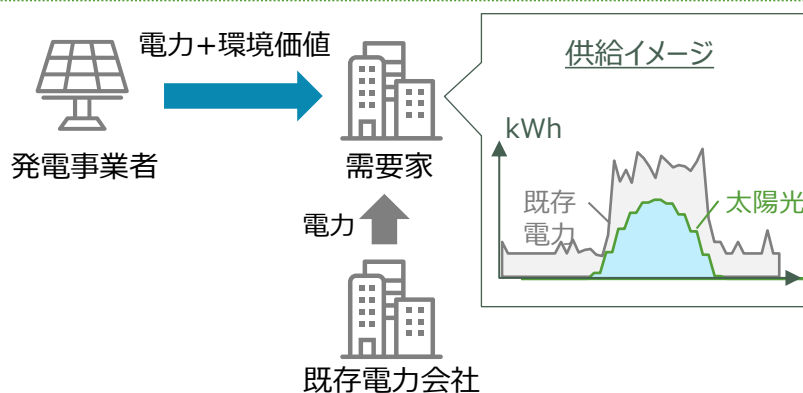 電力+環境価値
発電事業者
需要家
電力
既存電力会社
供給イメージ
kWh
既存
電力
太陽光